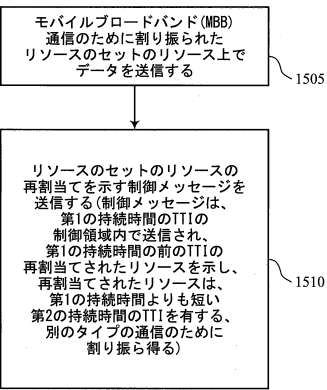 モバイルブロードバンド(MBB)
通信のために割り振られた
リソースのセットのリソース上で
データを送信する
1505
リソースのセットのリソースの
再割当てを示す制御メッセージを
送信する(制御メッセージは、
第1の持続時間のTTIの
制御領域内で送信され、
第1の持続時間の前のTTIの
再割当てされたリソースを示し、
再割当てされたリソースは、
第1の持続時間よりも短い
第2の持続時間のTTIを有する、
別のタイプの通信のために
割り振られ得る)
1510